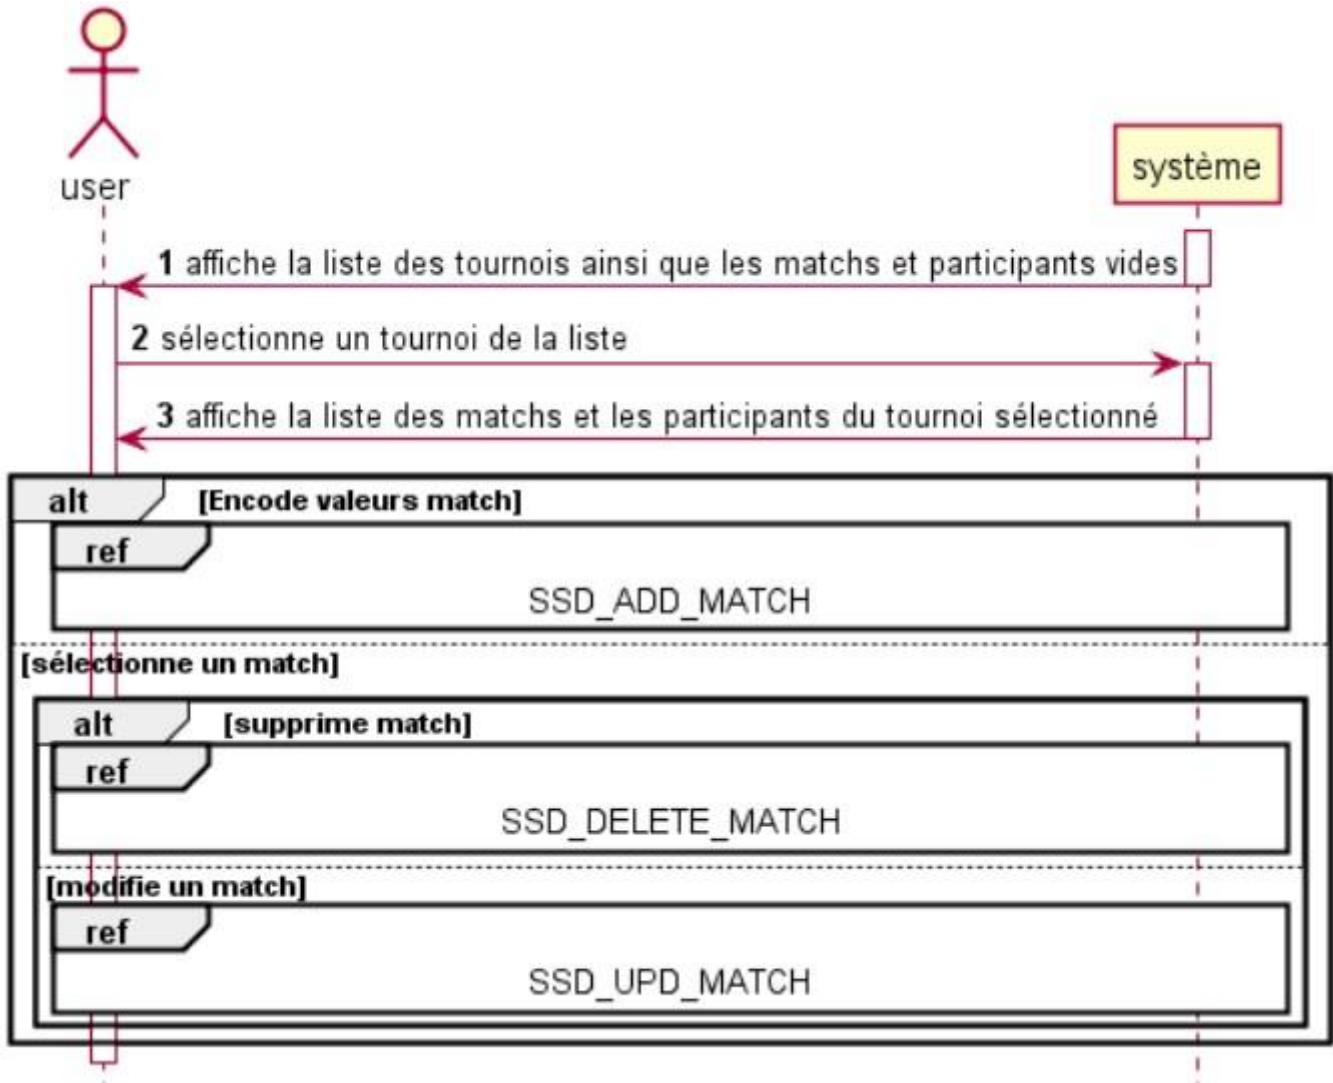 user
système
1 affiche la liste des tournois ainsi que les matchs et participants vides
2 sélectionne un tournoi de la liste
3 affiche la liste des matchs et les participants du tournoi sélectionné
alt [Encode valeurs match]
ref
SSD_ADD_MATCH
[sélectionne un match]
alt [supprime match]
ref
SSD_DELETE_MATCH
[modifie un match]
ref
SSD_UPD_MATCH